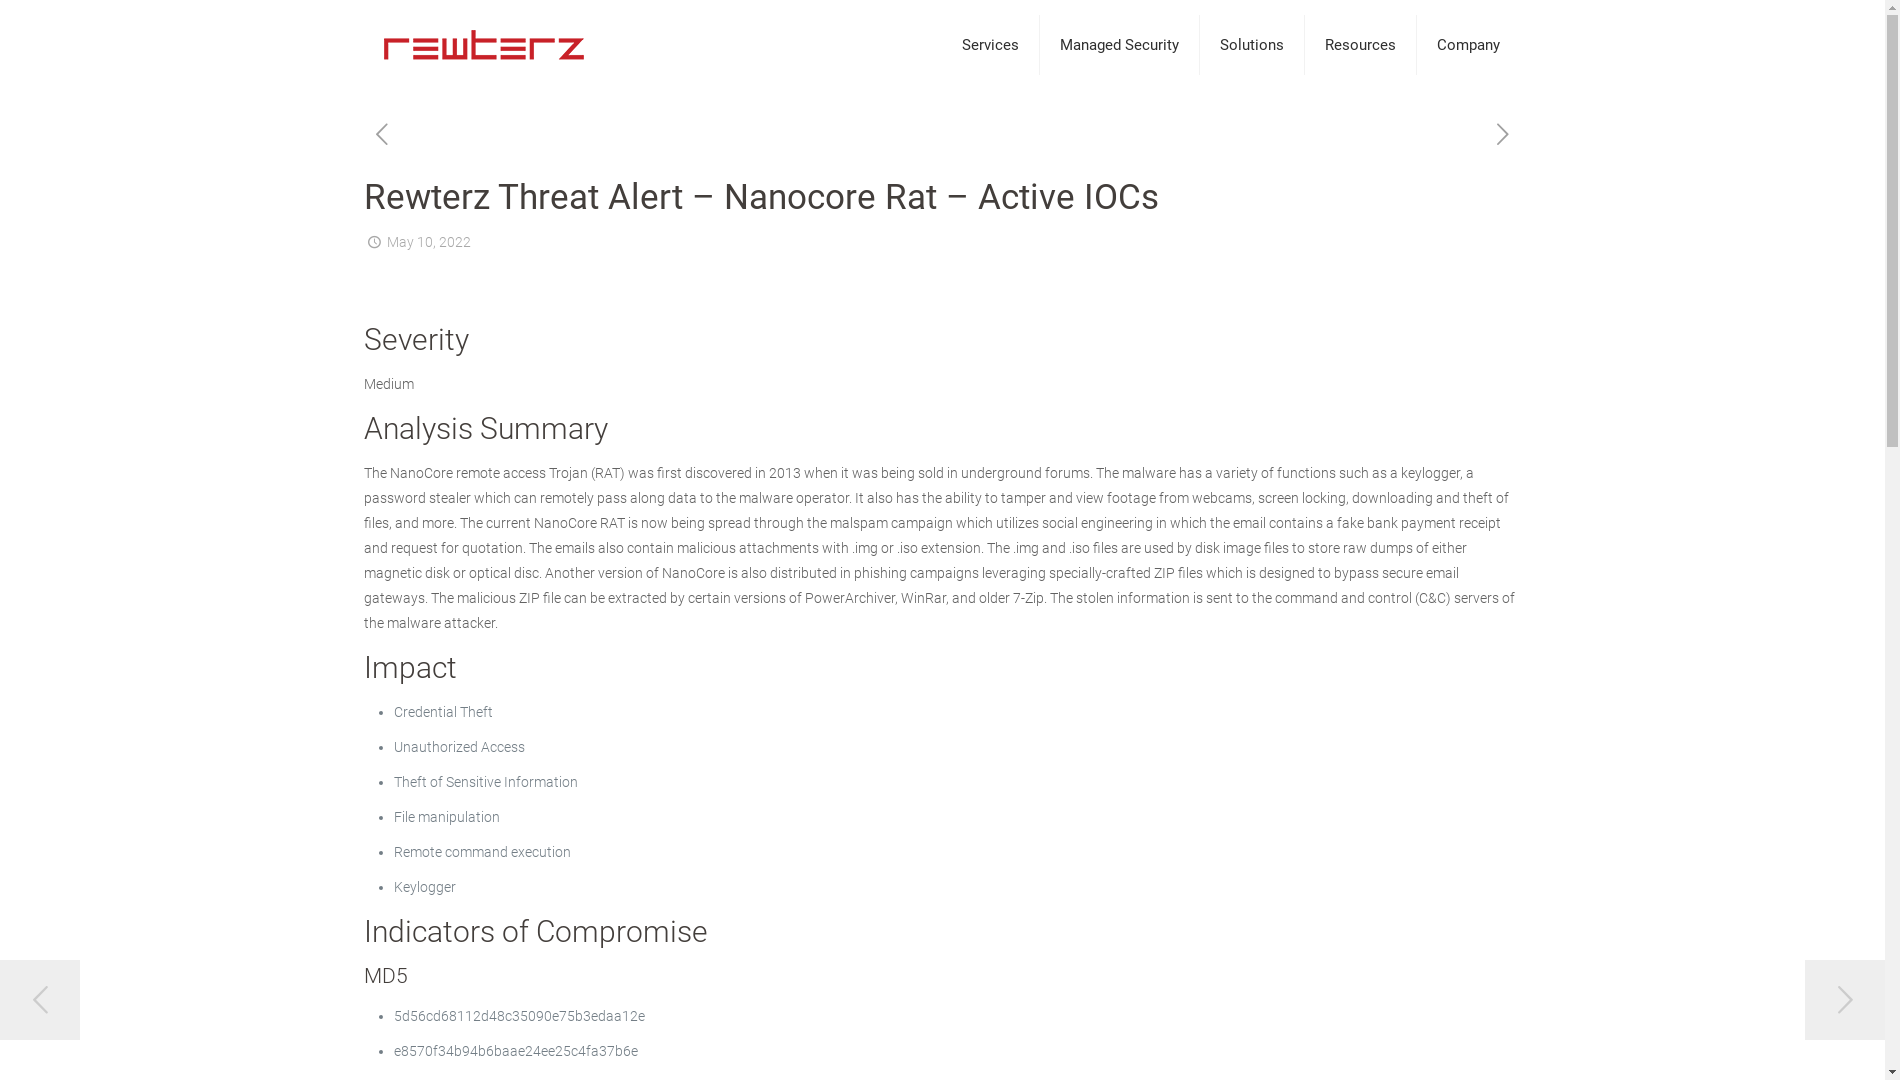 rewterz
Services
Managed Security
Solutions
Resources
Company
Rewterz Threat Alert – Nanocore Rat – Active IOCs
May 10, 2022
Severity
Medium
Analysis Summary
The NanoCore remote access Trojan (RAT) was first discovered in 2013 when it was being sold in underground forums. The malware has a variety of functions such as a keylogger, a
password stealer which can remotely pass along data to the malware operator. It also has the ability to tamper and view footage from webcams, screen locking, downloading and theft of
files, and more. The current NanoCore RAT is now being spread through the malspam campaign which utilizes social engineering in which the email contains a fake bank payment receipt
and request for quotation. The emails also contain malicious attachments with .img or .iso extension. The .img and .iso files are used by disk image files to store raw dumps of either
magnetic disk or optical disc. Another version of NanoCore is also distributed in phishing campaigns leveraging specially-crafted ZIP files which is designed to bypass secure email
gateways. The malicious ZIP file can be extracted by certain versions of PowerArchiver, WinRar, and older 7-Zip. The stolen information is sent to the command and control (C&C) servers of
the malware attacker.
Impact
Credential Theft
Unauthorized Access
Theft of Sensitive Information
File manipulation
Remote command execution
Keylogger
Indicators of Compromise
MD5
5d56cd68112d48c35090e75b3edaa12e
e8570f34b94b6baae24ee25c4fa37b6e